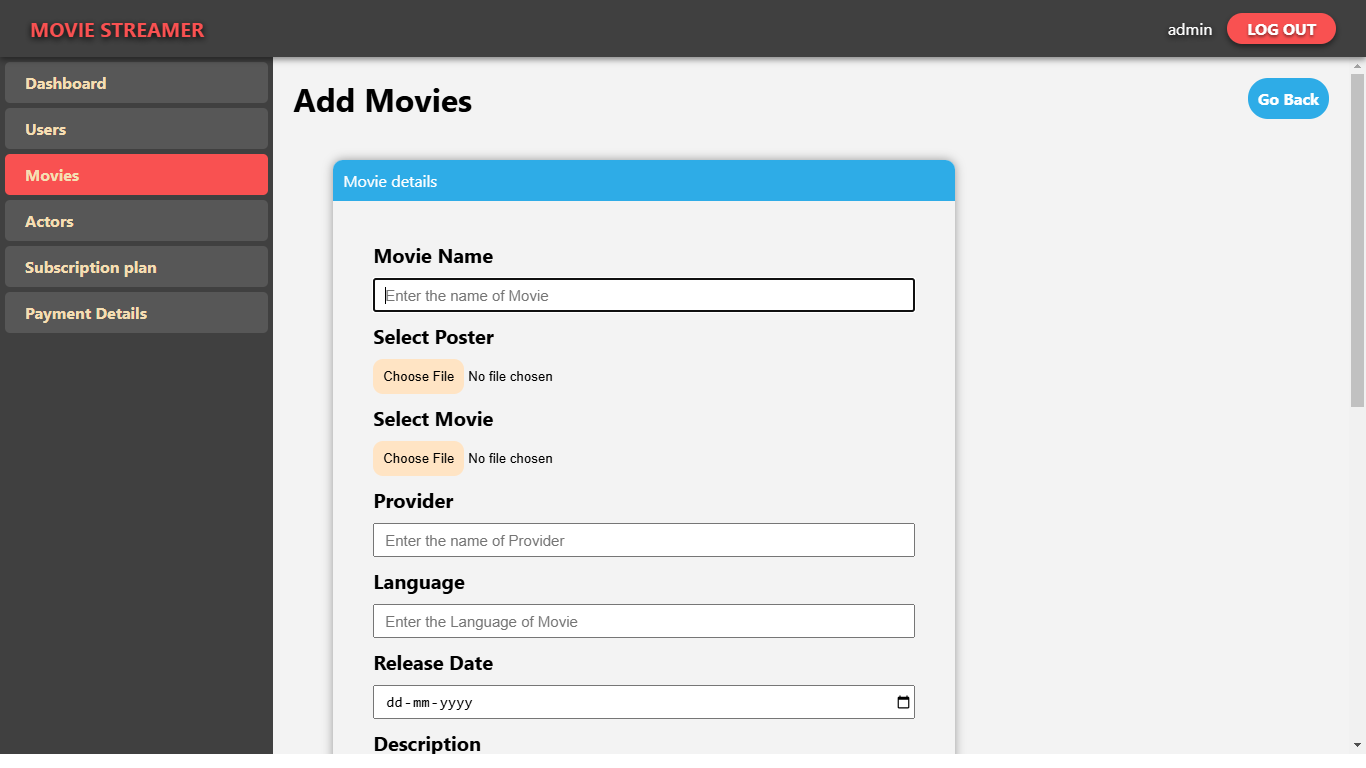 MOVIE STREAMER
admin
LOG OUT
Dashboard
Users
Movies
Actors
Subscription plan
Payment Details
Add Movies
Go Back
Movie details
Movie Name
Enter the name of Movie
Select Poster
Choose File No file chosen
Select Movie
Choose File No file chosen
Provider
Enter the name of Provider
Language
Enter the Language of Movie
Release Date
dd-mm-yyyy
Description